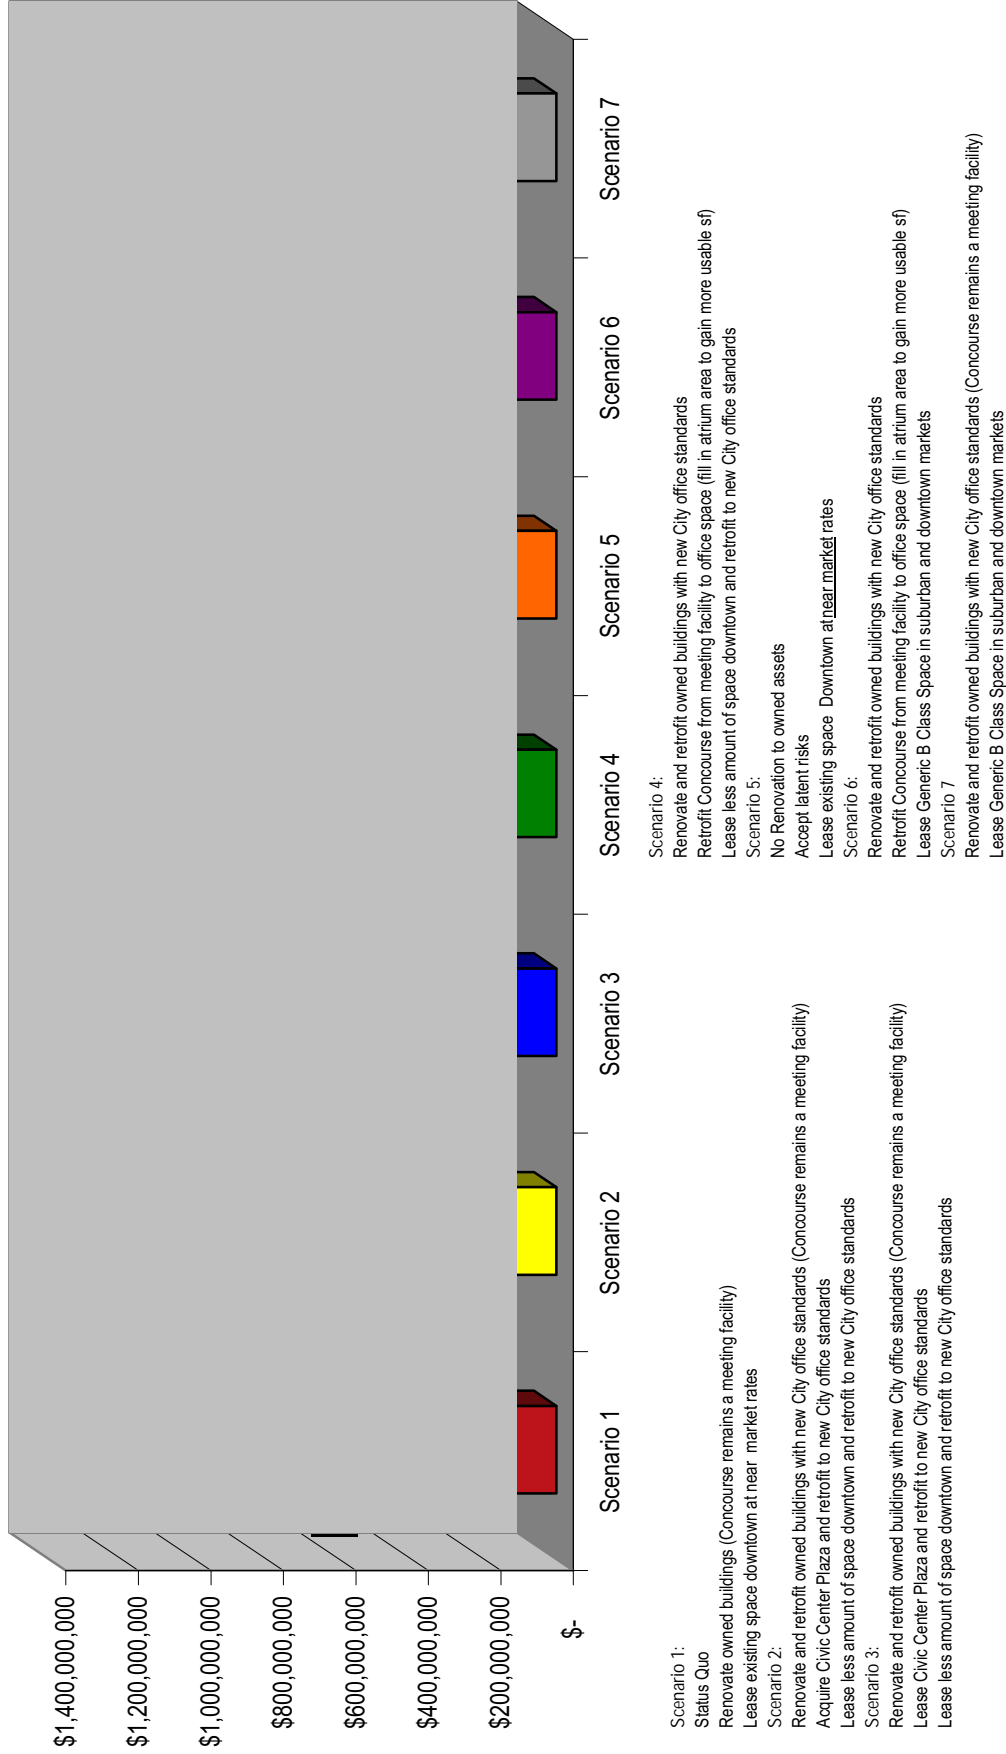 $1,400,000,000
$1,200,000,000
$1,000,000,000
$800,000,000
$600,000,000
$400,000,000
$200,000,000
$-
Scenario 1
Scenario 2
Scenario 3
Scenario 4
Scenario 5
Scenario 6
Scenario 7
Scenario 1:
Status Quo
Renovate owned buildings (Concourse remains a meeting facility)
Lease existing space downtown at near market rates
Scenario 2:
Renovate and retrofit owned buildings with new City office standards (Concourse remains a meeting facility)
Acquire Civic Center Plaza and retrofit to new City office standards
Lease less amount of space downtown and retrofit to new City office standards
Scenario 3:
Renovate and retrofit owned buildings with new City office standards (Concourse remains a meeting facility)
Lease Civic Center Plaza and retrofit to new City office standards
Lease less amount of space downtown and retrofit to new City office standards
Scenario 4:
Renovate and retrofit owned buildings with new City office standards
Retrofit Concourse from meeting facility to office space (fill in atrium area to gain more usable sf)
Lease less amount of space downtown and retrofit to new City office standards
Scenario 5:
No Renovation to owned assets
Accept latent risks
Lease existing space Downtown at near market rates
Scenario 6:
Renovate and retrofit owned buildings with new City office standards
Retrofit Concourse from meeting facility to office space (fill in atrium area to gain more usable sf)
Lease Generic B Class Space in suburban and downtown markets
Scenario 7
Renovate and retrofit owned buildings with new City office standards (Concourse remains a meeting facility)
Lease Generic B Class Space in suburban and downtown markets